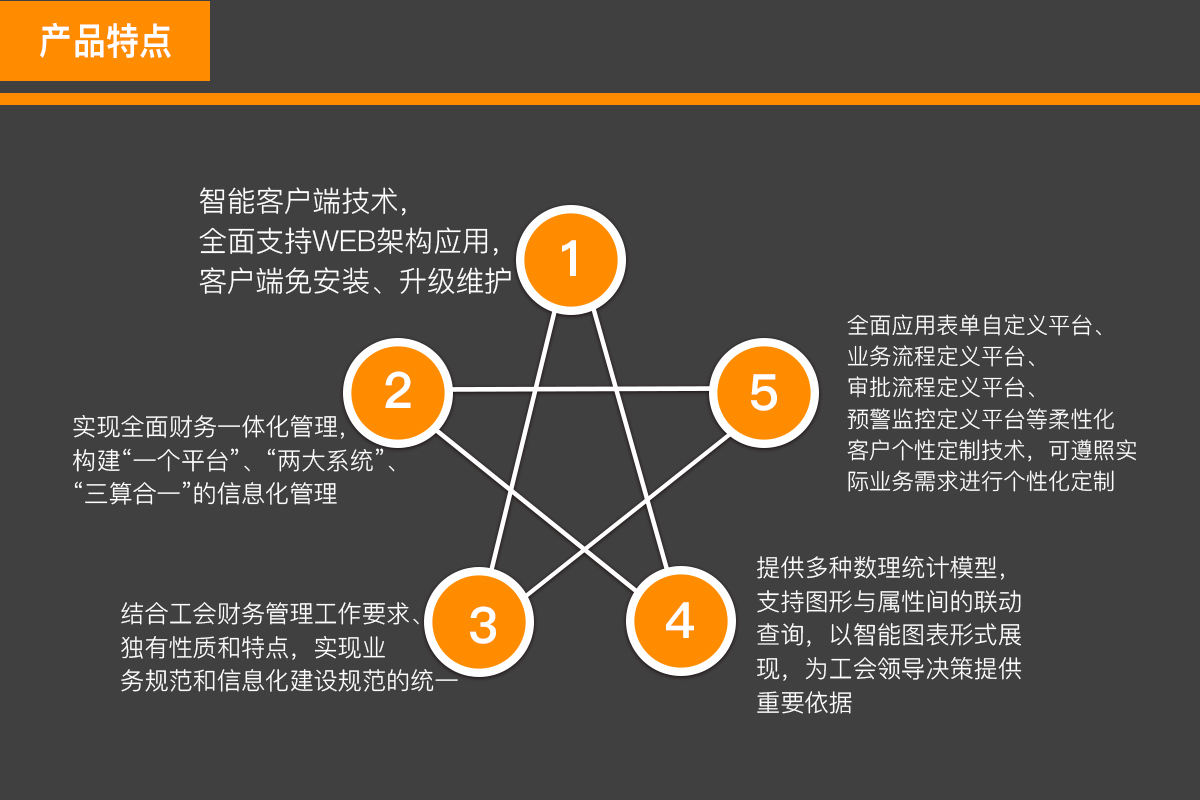 产品特点
智能客户端技术，
全面支持WEB架构应用，
客户端免安装、升级维护
1
2
实现全面财务一体化管理，
构建“一个平台”、“两大系统”、
“三算合一”的信息化管理
3
结合工会财务管理工作要求、
独有性质和特点，实现业
务规范和信息化建设规范的统一
4
提供多种数理统计模型，
支持图形与属性间的联动
查询，以智能图表形式展
现，为工会领导决策提供
重要依据
5
全面应用表单自定义平台、
业务流程定义平台、
审批流程定义平台、
预警监控定义平台等柔性化
客户个性定制技术，可遵照实
际业务需求进行个性化定制